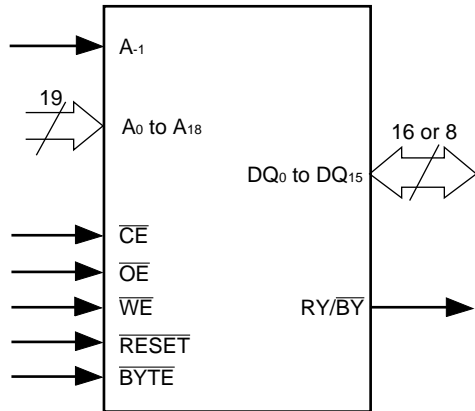 A-1
19
A0 to A18
16 or 8
DQ0 to DQ15
CE
OE
WE
RY/BY
RESET
BYTE